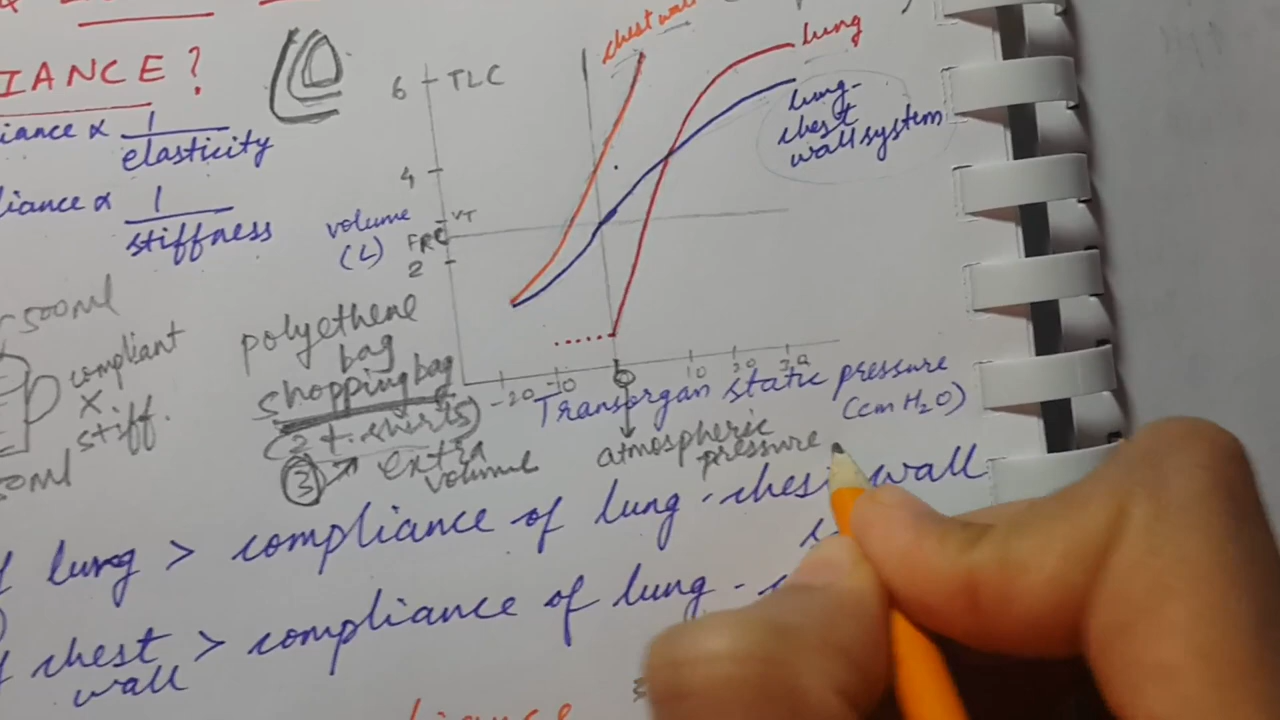 IANCE?
iance ∝ 1
elasticity
liance ∝ 1
stiffness
500ml
compliant
X
stiff.
polyethene
bag
shopping bag
(2 t-shirts)
3 → extra
volume
chest wall
lung
lung-
chest
wall system
6 TLC
4
volume
(L)
VT
FRC
2
-20 -10 0 10 20 30
Transorgan static pressure
(cm H2O)
atmospheric
pressure
lung > compliance of lung-chest wall
chest
wall > compliance of lung-